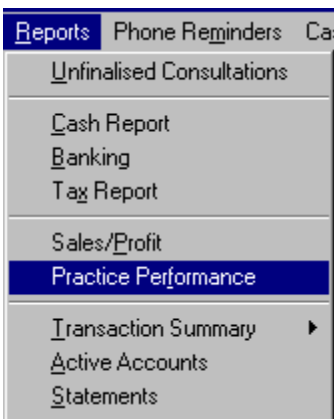 Reports Phone Reminders Ca
Unfinalised Consultations
Cash Report
Banking
Tax Report
Sales/Profit
Practice Performance
Transaction Summary
Active Accounts
Statements